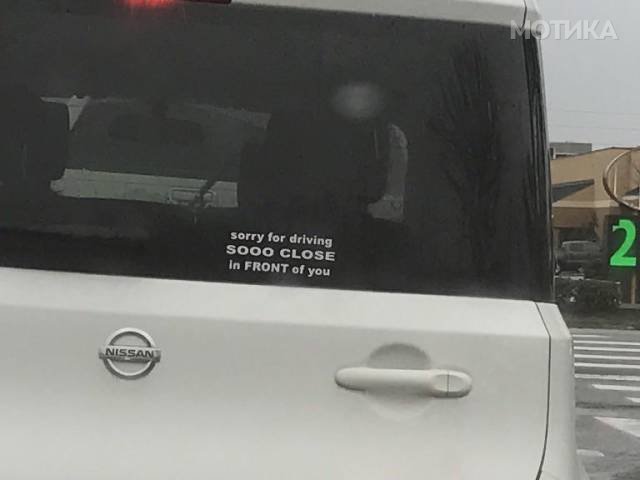 МОТИКА
sorry for driving
SOOO CLOSE
in FRONT of you
NISSAN
2